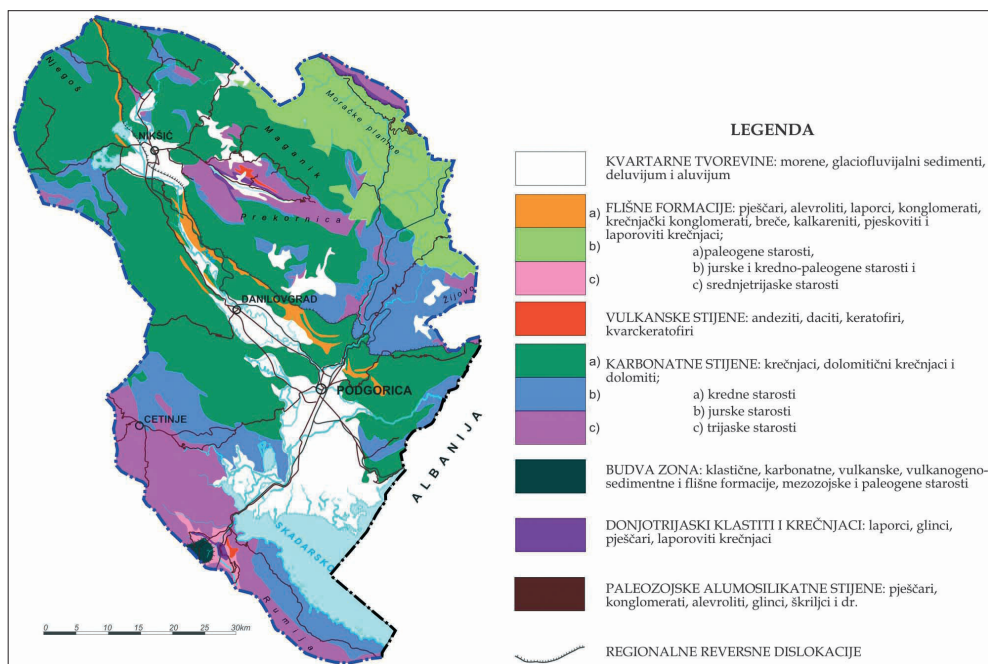 Njegoš
Moračke planine
NIKŠIĆ
Maganik
Prekornica
Žijovo
DANILOVGRAD
PODGORICA
CETINJE
ALBANIJA
SKADARSKO
Rumija
0 5 10 15 20 25 30km
LEGENDA
KVARTARNE TVOREVINE: morene, glaciofluvijalni sedimenti,
deluvijum i aluvijum
a) FLIŠNE FORMACIJE: pješčari, alevroliti, laporci, konglomerati,
krečnjački konglomerati, breče, kalkareniti, pjeskoviti i
b) laporoviti krečnjaci;
a)paleogene starosti,
b) jurske i kredno-paleogene starosti i
c) c) srednjetrijaske starosti
VULKANSKE STIJENE: andeziti, daciti, keratofiri,
kvarckeratofiri
a) KARBONATNE STIJENE: krečnjaci, dolomitični krečnjaci i
dolomiti;
b) a) kredne starosti
b) jurske starosti
c) c) trijaske starosti
BUDVA ZONA: klastične, karbonatne, vulkanske, vulkanogeno-
sedimentne i flišne formacije, mezozojske i paleogene starosti
DONJOTRIJASKI KLASTITI I KREČNJACI: laporci, glinci,
pješčari, laporoviti krečnjaci
PALEOZOJSKE ALUMOSILIKATNE STIJENE: pješčari,
konglomerati, alevroliti, glinci, škriljci i dr.
REGIONALNE REVERSNE DISLOKACIJE